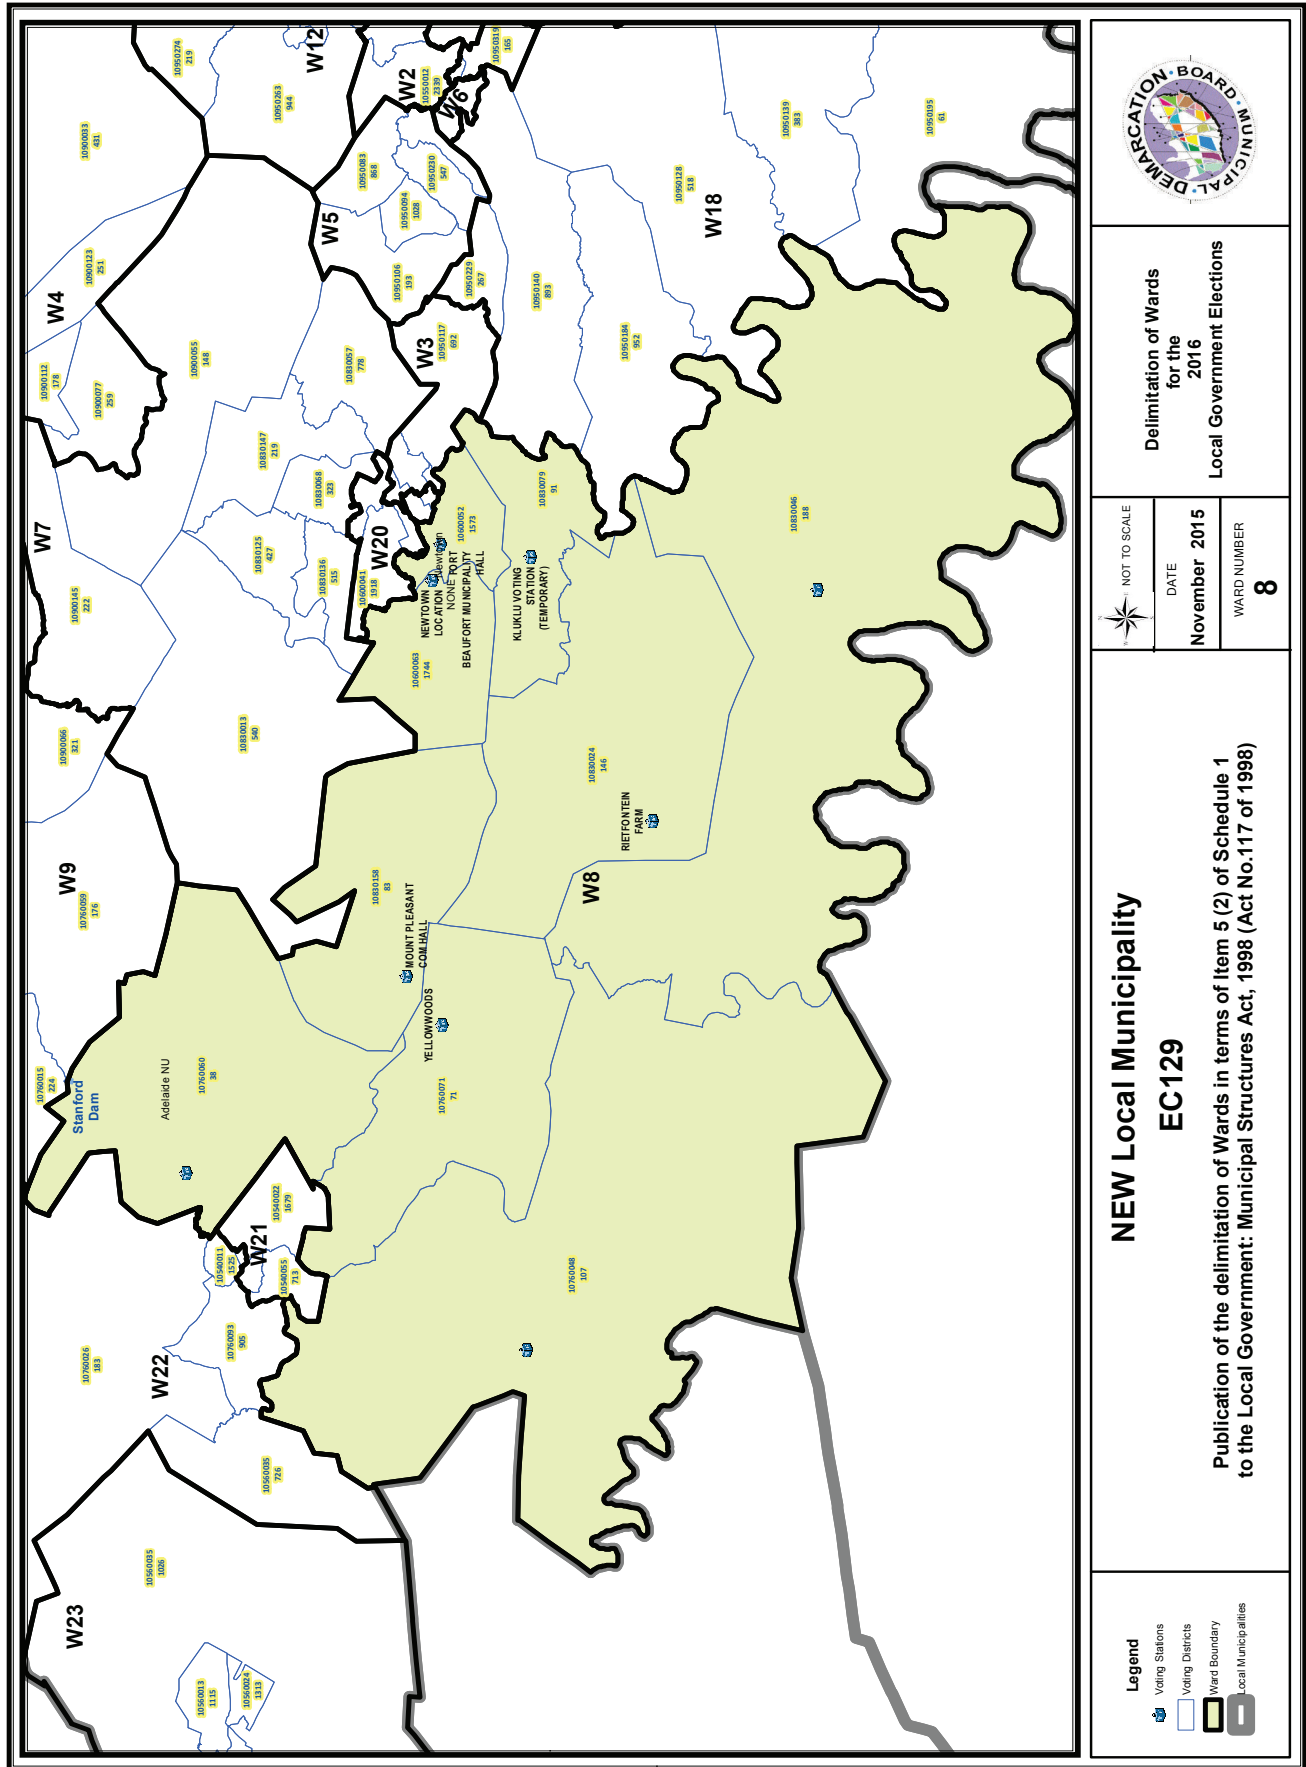 10950274
219
10950263
944
W12
W2
10550012
2339
W6
10950319
165
10900033
431
10950083
868
10950230
547
10950094
1028
W5
10950106
193
10950229
267
10950139
383
10950195
61
10950128
518
W18
10950140
893
10950184
952
W4
10900123
251
10900112
178
10900077
259
10900055
148
10830057
778
W3
10950117
692
W7
10900145
222
10830147
219
10830068
323
10830125
427
10830136
515
W20
10600041
1918
10600052
1573
10830079
91
10830046
188
NEWTOWN
LOCATION
Newtown
NONE
FORT
BEAUFORT MUNICIPALITY
HALL
KLUKLU VOTING
STATION
(TEMPORARY)
10600063
1744
10900066
321
10830013
540
10830024
146
RIETFONTEIN
FARM
W8
W9
10760059
176
10830158
83
MOUNT PLEASANT
COM HALL
YELLOWWOODS
10760071
71
10760015
224
Stanford
Dam
Adelaide NU
10760060
38
10540022
1679
W21
10540011
1525
10540055
713
10760048
107
10760026
183
W22
10760093
905
10560035
726
W23
10560035
1026
10560013
1115
10560024
1313
Legend
Voting Stations
Voting Districts
Ward Boundary
Local Municipalities
NEW Local Municipality
EC129
Publication of the delimitation of Wards in terms of Item 5 (2) of Schedule 1
to the Local Government: Municipal Structures Act, 1998 (Act No.117 of 1998)
NOT TO SCALE
DATE
November 2015
WARD NUMBER
8
Delimitation of Wards
for the
2016
Local Government Elections
MUNICIPAL • DEMARCATION • BOARD •